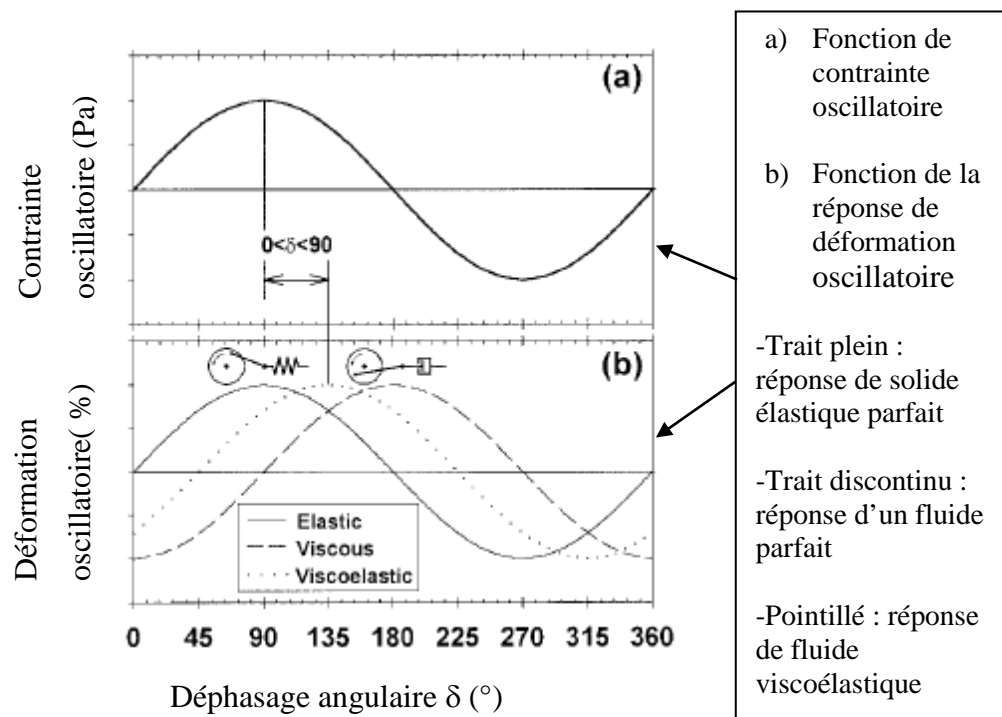 Contrainte
oscillatoire (Pa)
(a)
0<δ<90
Déformation
oscillatoire( %)
(b)
Elastic
Viscous
Viscoelastic
0 45 90 135 180 225 270 315 360
Déphasage angulaire δ (°)
a) Fonction de
contrainte
oscillatoire
b) Fonction de la
réponse de
déformation
oscillatoire
-Trait plein :
réponse de solide
élastique parfait
-Trait discontinu :
réponse d’un fluide
parfait
-Pointillé : réponse
de fluide
viscoélastique